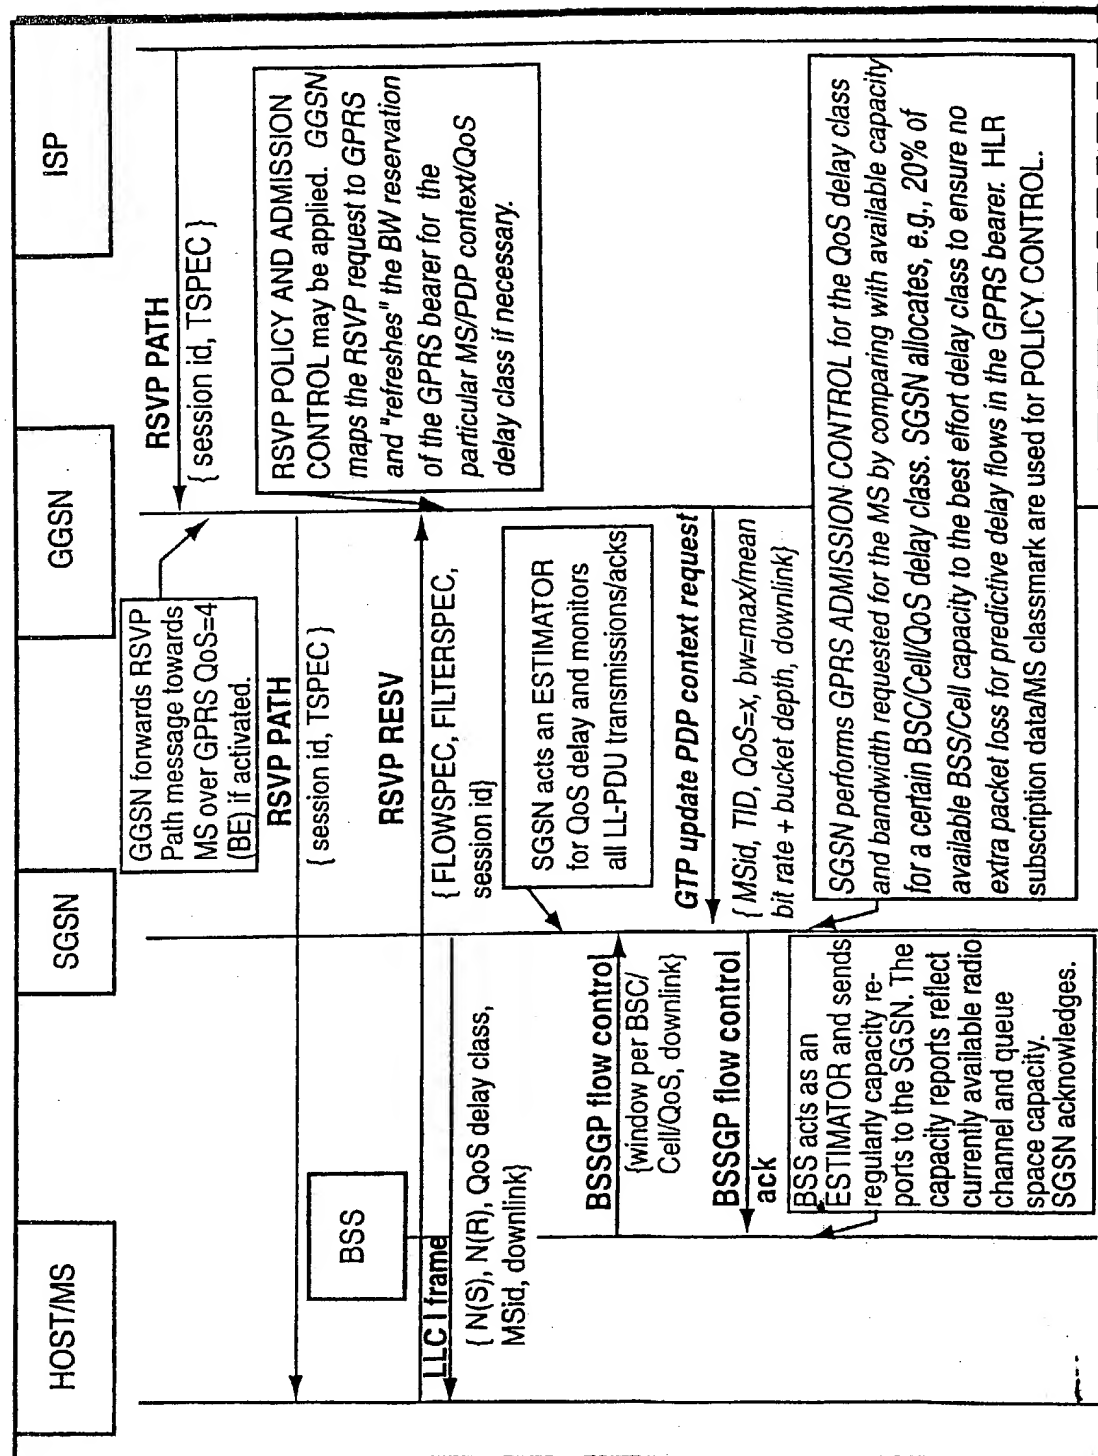 HOST/MS
SGSN
GGSN
ISP
BSS
RSVP PATH
{ session id, TSPEC }
GGSN forwards RSVP
Path message towards
MS over GPRS QoS=4
(BE) if activated.
RSVP PATH
{ session id, TSPEC }
RSVP POLICY AND ADMISSION
CONTROL may be applied. GGSN
maps the RSVP request to GPRS
and "refreshes" the BW reservation
of the GPRS bearer for the
particular MS/PDP context/QoS
delay class if necessary.
RSVP RESV
{ FLOWSPEC, FILTERSPEC,
session id}
LLC I frame
{ N(S), N(R), QoS delay class,
MSid, downlink}
SGSN acts an ESTIMATOR
for QoS delay and monitors
all LL-PDU transmissions/acks
BSSGP flow control
{window per BSC/
Cell/QoS, downlink}
GTP update PDP context request
{ MSid, TID, QoS=x, bw=max/mean
bit rate + bucket depth, downlink}
BSSGP flow control
ack
BSS acts as an
ESTIMATOR and sends
regularly capacity re-
ports to the SGSN. The
capacity reports reflect
currently available radio
channel and queue
space capacity.
SGSN acknowledges.
SGSN performs GPRS ADMISSION CONTROL for the QoS delay class
and bandwidth requested for the MS by comparing with available capacity
for a certain BSC/Cell/QoS delay class. SGSN allocates, e.g., 20% of
available BSS/Cell capacity to the best effort delay class to ensure no
extra packet loss for predictive delay flows in the GPRS bearer. HLR
subscription data/MS classmark are used for POLICY CONTROL.